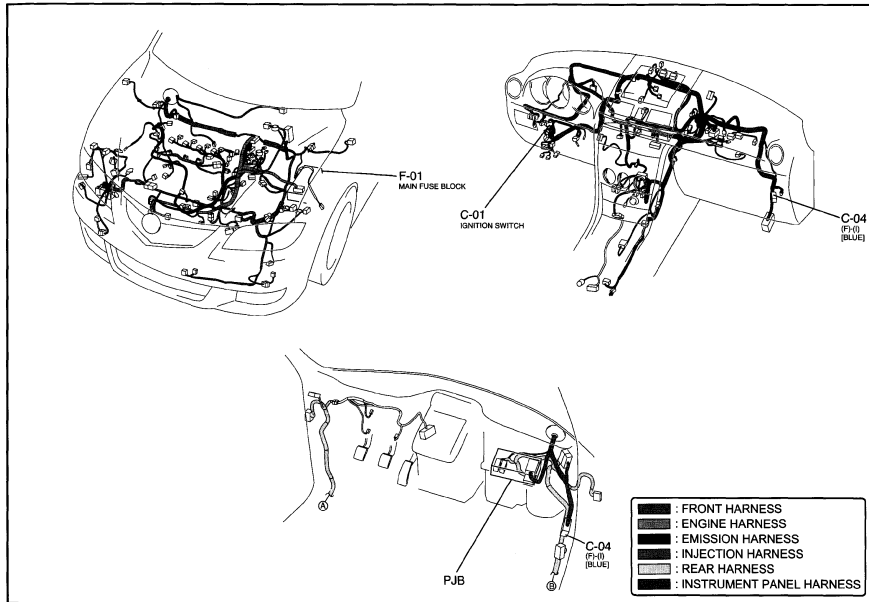 F-01
MAIN FUSE BLOCK
C-01
IGNITION SWITCH
C-04
(F)-(I)
[BLUE]
A
PJB
C-04
(F)-(I)
[BLUE]
B
: FRONT HARNESS
: ENGINE HARNESS
: EMISSION HARNESS
: INJECTION HARNESS
: REAR HARNESS
: INSTRUMENT PANEL HARNESS